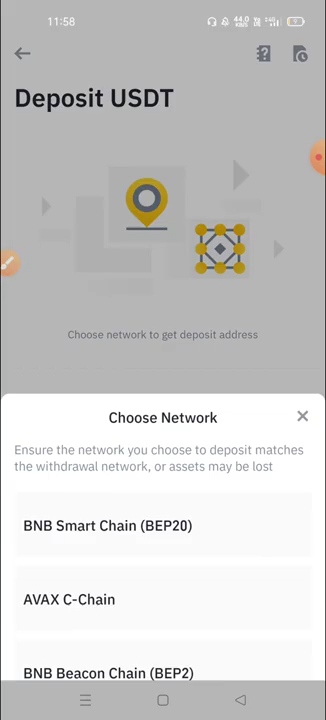 11:58
44.0
Deposit USDT
Choose network to get deposit address
Choose Network
Ensure the network you choose to deposit matches
the withdrawal network, or assets may be lost
BNB Smart Chain (BEP20)
AVAX C-Chain
BNB Beacon Chain (BEP2)